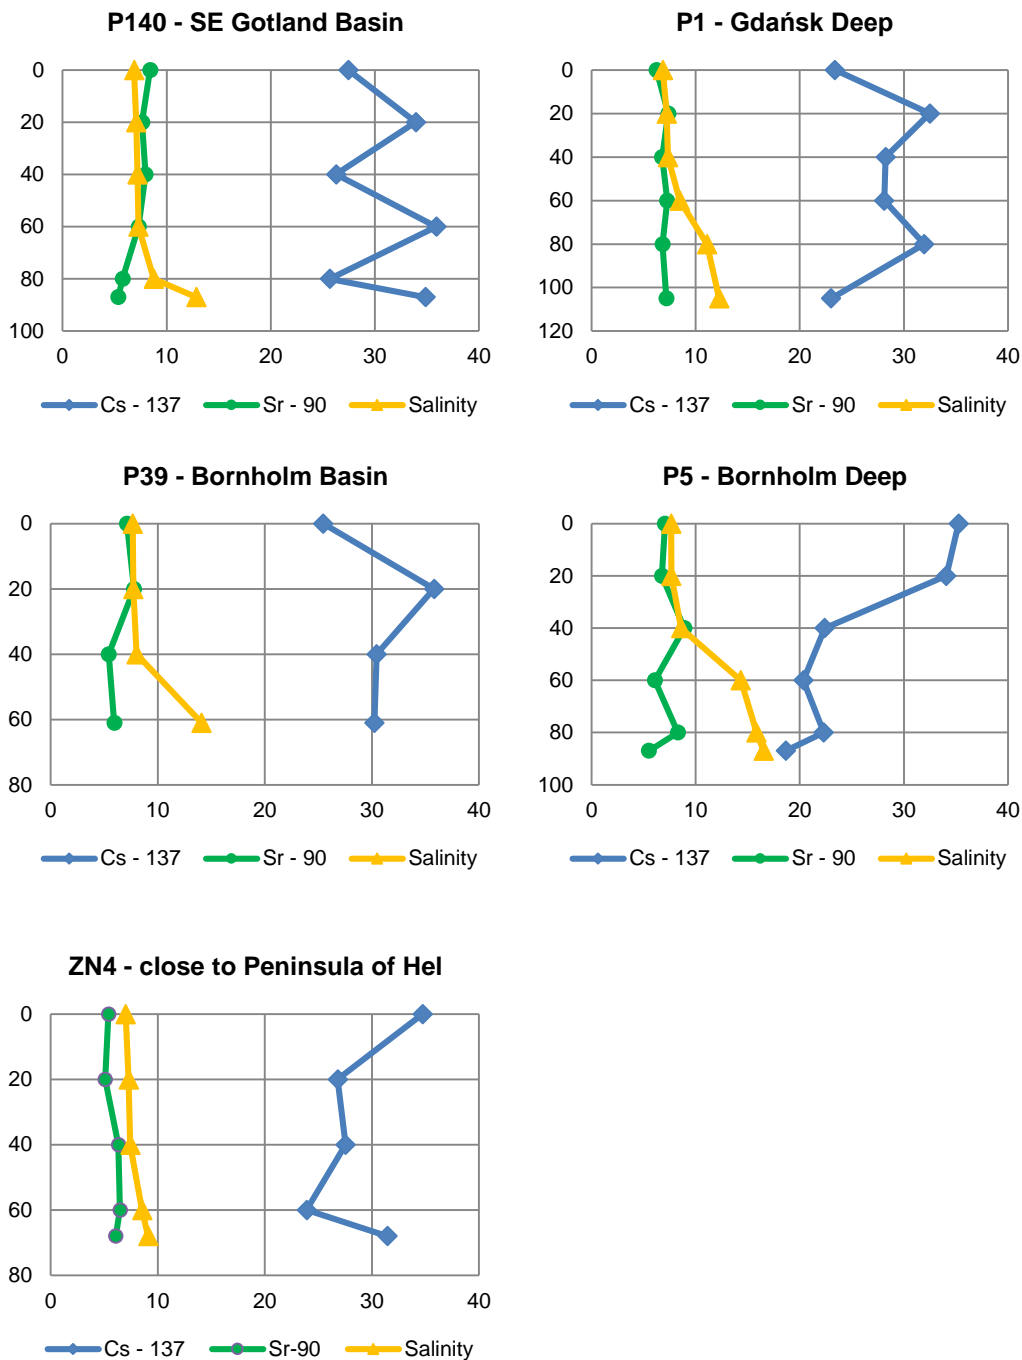 P140 - SE Gotland Basin
0
20
40
60
80
100
0 10 20 30 40
Cs - 137 Sr - 90 Salinity
P1 - Gdańsk Deep
0
20
40
60
80
100
120
0 10 20 30 40
Cs - 137 Sr - 90 Salinity
P39 - Bornholm Basin
0
20
40
60
80
0 10 20 30 40
Cs - 137 Sr - 90 Salinity
P5 - Bornholm Deep
0
20
40
60
80
100
0 10 20 30 40
Cs - 137 Sr - 90 Salinity
ZN4 - close to Peninsula of Hel
0
20
40
60
80
0 10 20 30 40
Cs - 137 Sr-90 Salinity